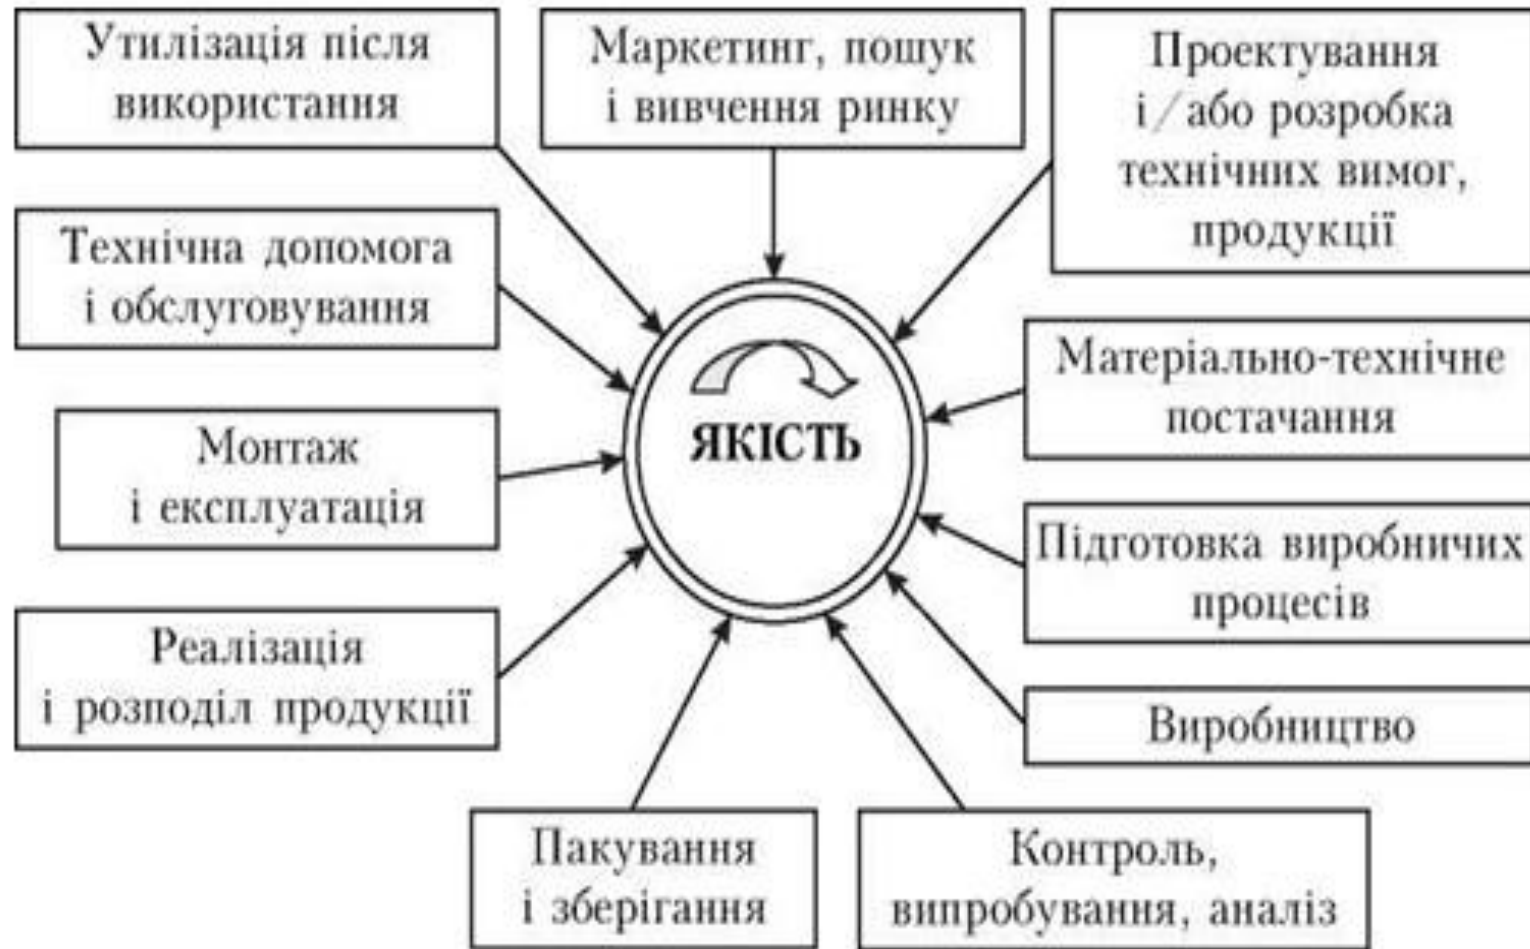 Утилізація після
використання
Маркетинг, пошук
і вивчення ринку
Проектування
і/або розробка
технічних вимог,
продукції
Технічна допомога
і обслуговування
Матеріально-технічне
постачання
ЯКІСТЬ
Монтаж
і експлуатація
Підготовка виробничих
процесів
Реалізація
і розподіл продукції
Виробництво
Пакування
і зберігання
Контроль,
випробування, аналіз